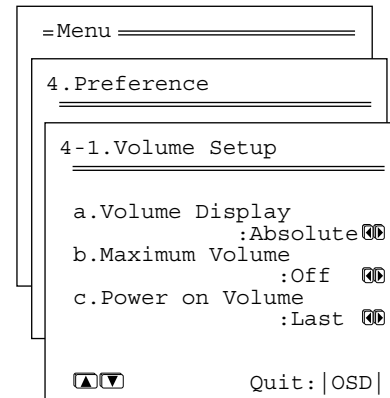 Menu
4.Preference
4-1.Volume Setup
a.Volume Display
:Absolute
b.Maximum Volume
:Off
c.Power on Volume
:Last
Quit:|OSD|